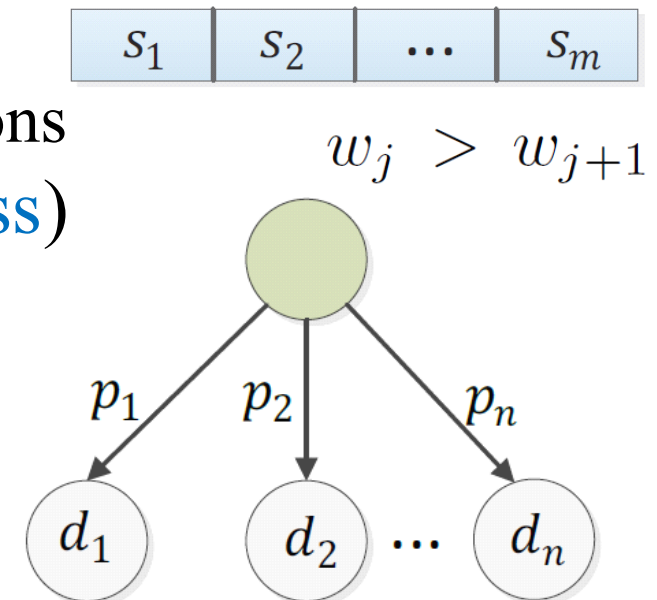 s₁ s₂ ... sₘ
ons
wⱼ > wⱼ₊₁
ss)
p₁ p₂ pₙ
d₁ d₂ ... dₙ